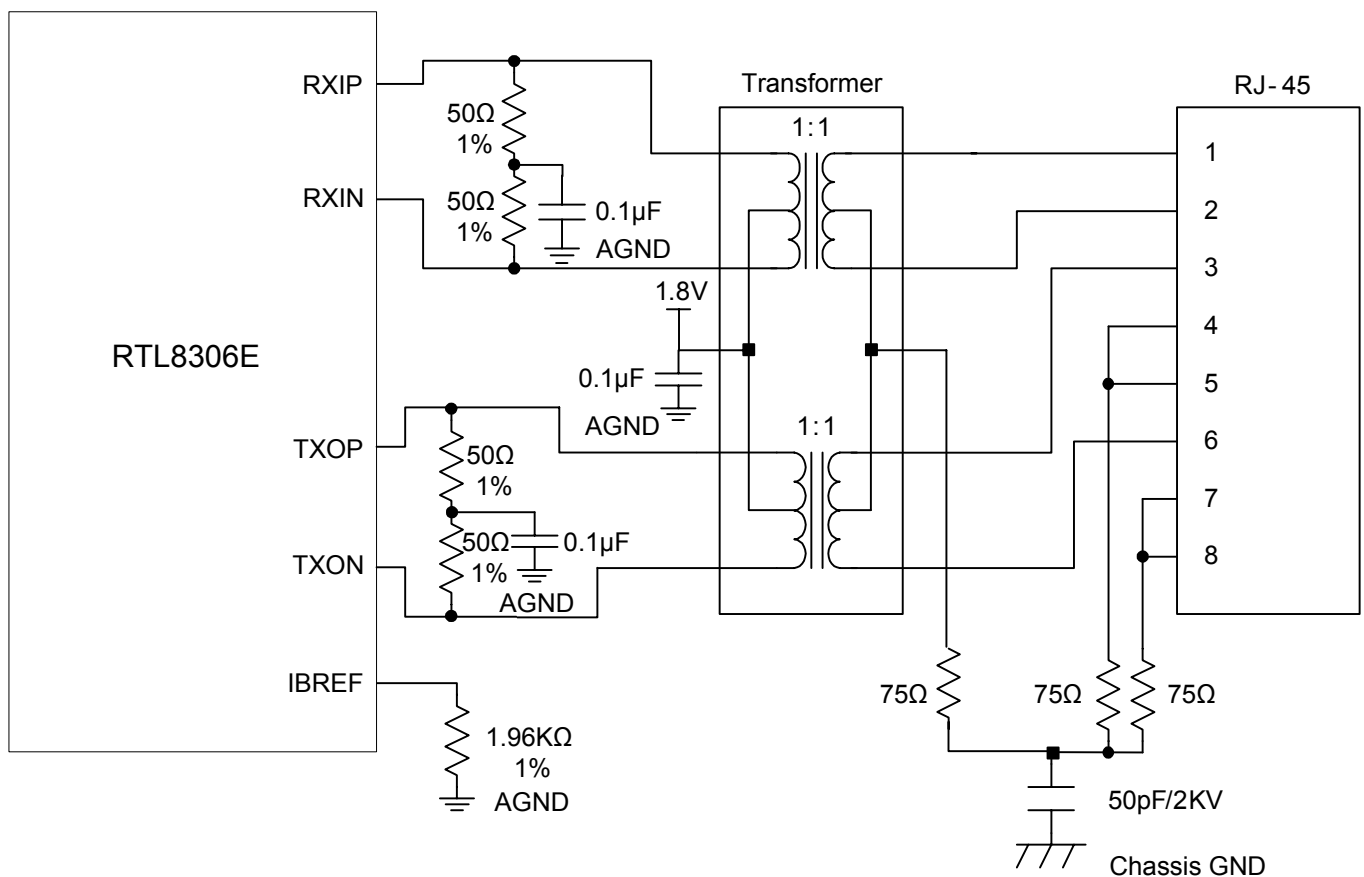 RTL8306E
RXIP
RXIN
TXOP
TXON
IBREF
50Ω
1%
50Ω
1%
0.1µF
AGND
1.8V
0.1µF
AGND
50Ω
1%
50Ω
1%
0.1µF
AGND
1.96KΩ
1%
AGND
Transformer
1:1
1:1
RJ-45
1
2
3
4
5
6
7
8
75Ω
75Ω
75Ω
50pF/2KV
Chassis GND